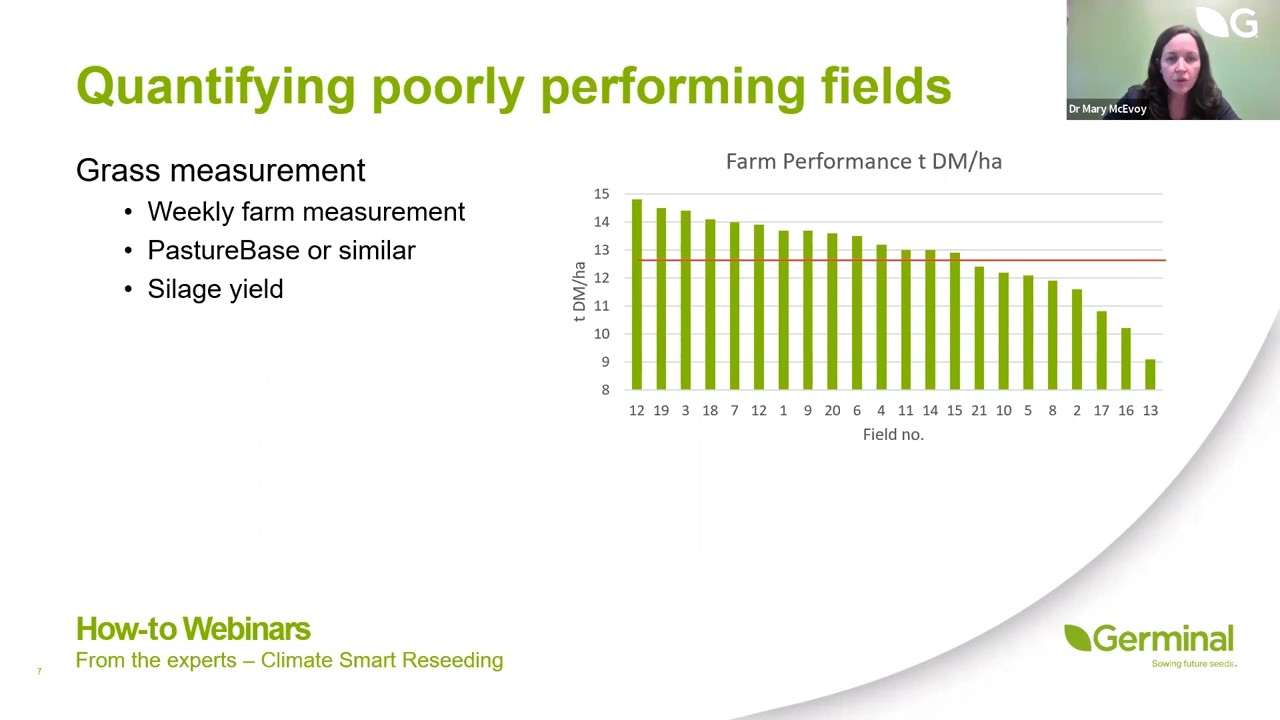 G
Dr Mary McEvoy
Quantifying poorly performing fields
Grass measurement
• Weekly farm measurement
• PastureBase or similar
• Silage yield
Farm Performance t DM/ha
t DM/ha
15
14
13
12
11
10
9
8
12 19 3 18 7 12 1 9 20 6 4 11 14 15 21 10 5 8 2 17 16 13
Field no.
How-to Webinars
From the experts – Climate Smart Reseeding
7
Germinal
Sowing future seeds.